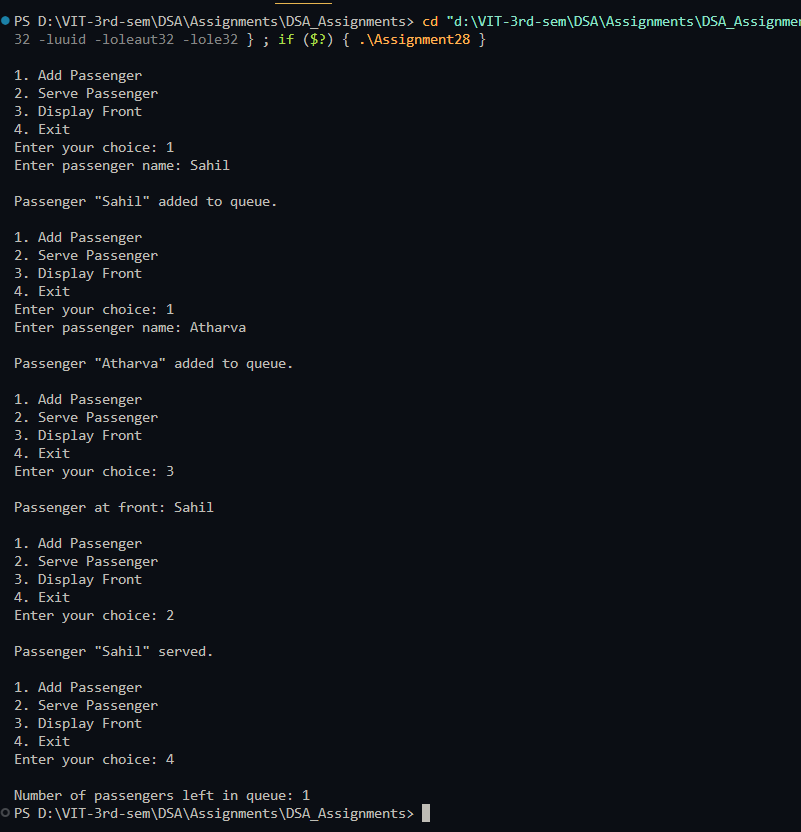 PS D:\VIT-3rd-sem\DSA\Assignments\DSA_Assignments> cd "d:\VIT-3rd-sem\DSA\Assignments\DSA_Assignme
32 -luuid -loleaut32 -lole32 } ; if ($?) { .\Assignment28 }
1. Add Passenger
2. Serve Passenger
3. Display Front
4. Exit
Enter your choice: 1
Enter passenger name: Sahil
Passenger "Sahil" added to queue.
1. Add Passenger
2. Serve Passenger
3. Display Front
4. Exit
Enter your choice: 1
Enter passenger name: Atharva
Passenger "Atharva" added to queue.
1. Add Passenger
2. Serve Passenger
3. Display Front
4. Exit
Enter your choice: 3
Passenger at front: Sahil
1. Add Passenger
2. Serve Passenger
3. Display Front
4. Exit
Enter your choice: 2
Passenger "Sahil" served.
1. Add Passenger
2. Serve Passenger
3. Display Front
4. Exit
Enter your choice: 4
Number of passengers left in queue: 1
PS D:\VIT-3rd-sem\DSA\Assignments\DSA_Assignments>